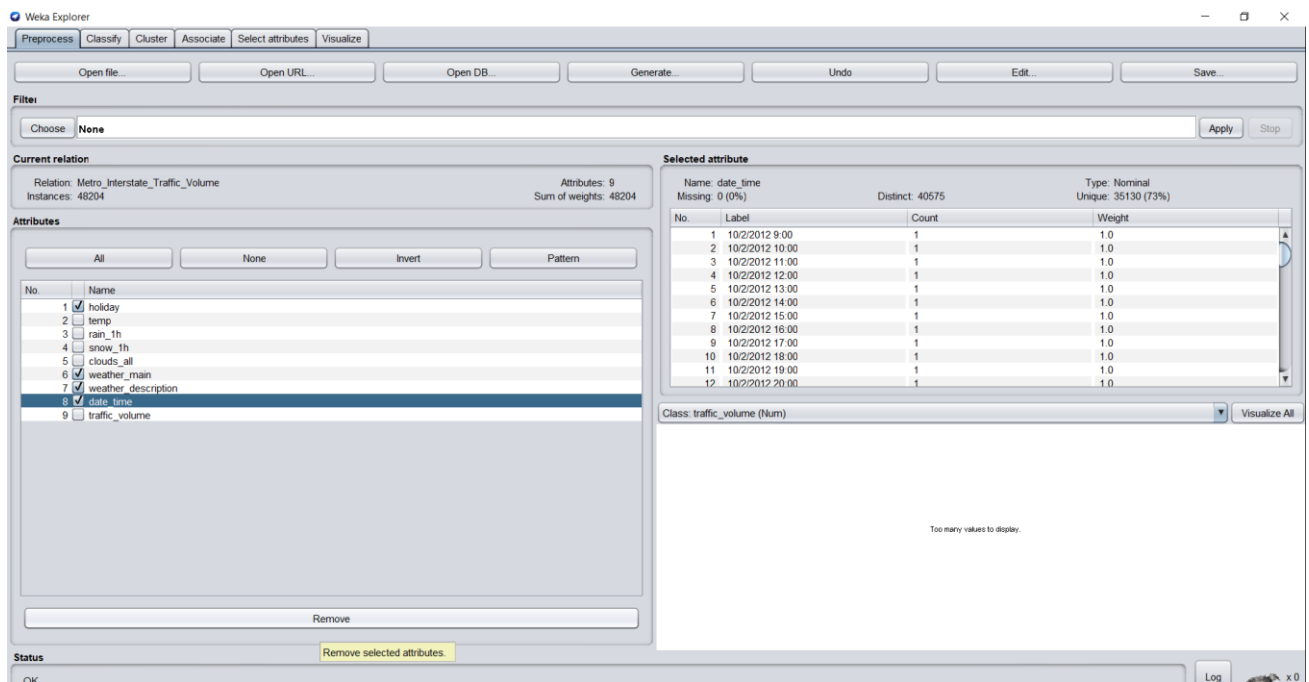 Weka Explorer
Preprocess Classify Cluster Associate Select attributes Visualize
Open file... Open URL... Open DB... Generate... Undo Edit... Save...
Filter
Choose None Apply Stop
Current relation
Relation: Metro_Interstate_Traffic_Volume Attributes: 9
Instances: 48204 Sum of weights: 48204
Attributes
All None Invert Pattern
No. Name
1 holiday
2 temp
3 rain_1h
4 snow_1h
5 clouds_all
6 weather_main
7 weather_description
8 date_time
9 traffic_volume
Remove
Remove selected attributes.
Selected attribute
Name: date_time Type: Nominal
Missing: 0 (0%) Distinct: 40575 Unique: 35130 (73%)
No. Label Count Weight
1 10/2/2012 9:00 1 1.0
2 10/2/2012 10:00 1 1.0
3 10/2/2012 11:00 1 1.0
4 10/2/2012 12:00 1 1.0
5 10/2/2012 13:00 1 1.0
6 10/2/2012 14:00 1 1.0
7 10/2/2012 15:00 1 1.0
8 10/2/2012 16:00 1 1.0
9 10/2/2012 17:00 1 1.0
10 10/2/2012 18:00 1 1.0
11 10/2/2012 19:00 1 1.0
12 10/2/2012 20:00 1 1.0
Class: traffic_volume (Num) Visualize All
Too many values to display.
Status
OK
Log x 0